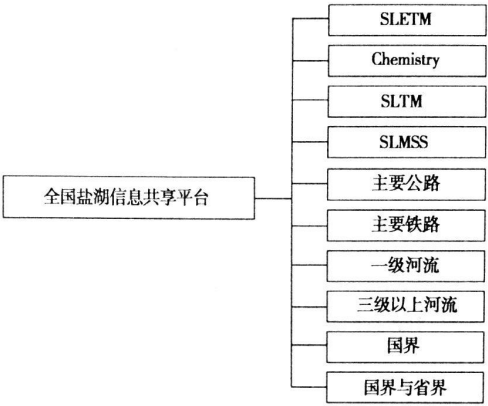 SLETM
Chemistry
SLTM
SLMSS
全国盐湖信息共享平台
主要公路
主要铁路
一级河流
三级以上河流
国界
国界与省界